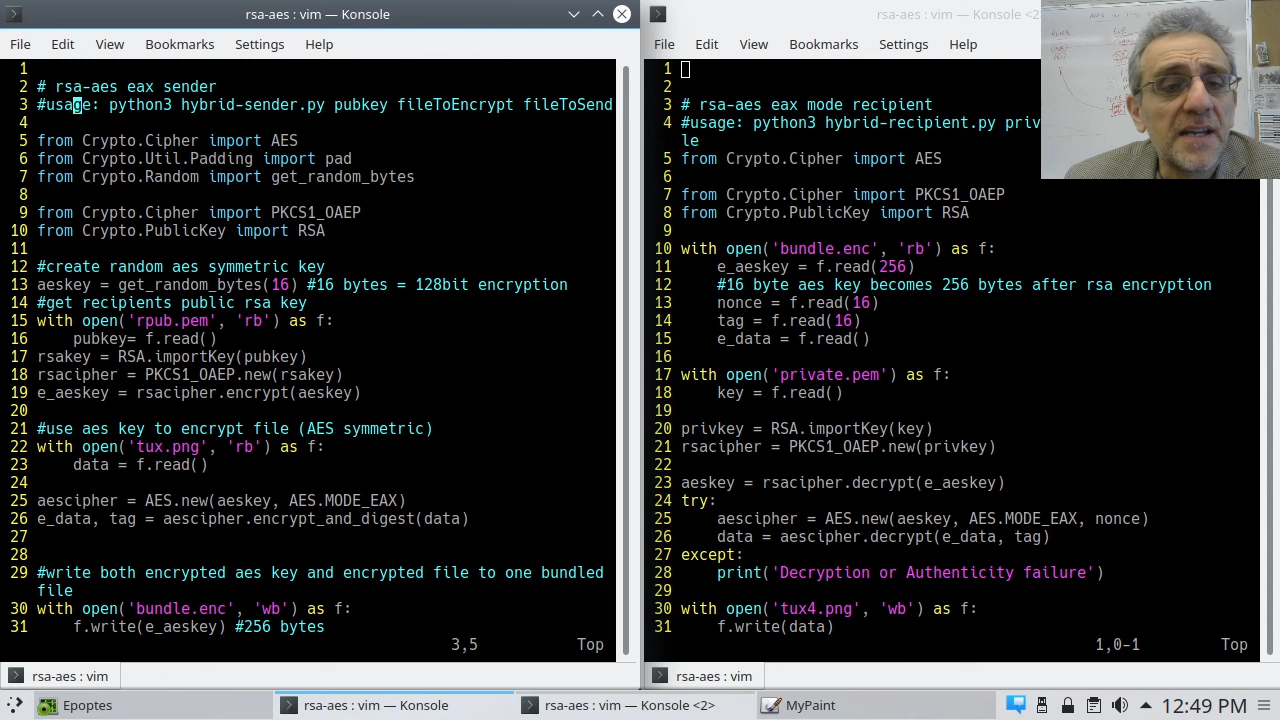 rsa-aes : vim — Konsole
File Edit View Bookmarks Settings Help
1
2 # rsa-aes eax sender
3 #usage: python3 hybrid-sender.py pubkey fileToEncrypt fileToSend
4
5 from Crypto.Cipher import AES
6 from Crypto.Util.Padding import pad
7 from Crypto.Random import get_random_bytes
8
9 from Crypto.Cipher import PKCS1_OAEP
10 from Crypto.PublicKey import RSA
11
12 #create random aes symmetric key
13 aeskey = get_random_bytes(16) #16 bytes = 128bit encryption
14 #get recipients public rsa key
15 with open('rpub.pem', 'rb') as f:
16     pubkey= f.read()
17 rsakey = RSA.importKey(pubkey)
18 rsacipher = PKCS1_OAEP.new(rsakey)
19 e_aeskey = rsacipher.encrypt(aeskey)
20
21 #use aes key to encrypt file (AES symmetric)
22 with open('tux.png', 'rb') as f:
23     data = f.read()
24
25 aescipher = AES.new(aeskey, AES.MODE_EAX)
26 e_data, tag = aescipher.encrypt_and_digest(data)
27
28
29 #write both encrypted aes key and encrypted file to one bundled
file
30 with open('bundle.enc', 'wb') as f:
31     f.write(e_aeskey) #256 bytes
3,5 Top
rsa-aes : vim
rsa-aes : vim — Konsole <2>
File Edit View Bookmarks Settings Help
1
2
3 # rsa-aes eax mode recipient
4 #usage: python3 hybrid-recipient.py priv
le
5 from Crypto.Cipher import AES
6
7 from Crypto.Cipher import PKCS1_OAEP
8 from Crypto.PublicKey import RSA
9
10 with open('bundle.enc', 'rb') as f:
11     e_aeskey = f.read(256)
12     #16 byte aes key becomes 256 bytes after rsa encryption
13     nonce = f.read(16)
14     tag = f.read(16)
15     e_data = f.read()
16
17 with open('private.pem') as f:
18     key = f.read()
19
20 privkey = RSA.importKey(key)
21 rsacipher = PKCS1_OAEP.new(privkey)
22
23 aeskey = rsacipher.decrypt(e_aeskey)
24 try:
25     aescipher = AES.new(aeskey, AES.MODE_EAX, nonce)
26     data = aescipher.decrypt(e_data, tag)
27 except:
28     print('Decryption or Authenticity failure')
29
30 with open('tux4.png', 'wb') as f:
31     f.write(data)
1,0-1 Top
rsa-aes : vim
Epoptes
rsa-aes : vim — Konsole
rsa-aes : vim — Konsole <2>
MyPaint
12:49 PM